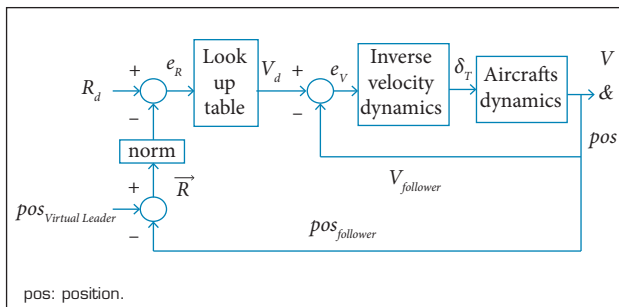 +
e_R
Look
up
table
V_d
+
e_V
Inverse
velocity
dynamics
δ_T
Aircrafts
dynamics
V
&
pos
R_d
−
−
norm
R⃗
V_follower
+
pos_Virtual Leader
−
pos_follower
pos: position.